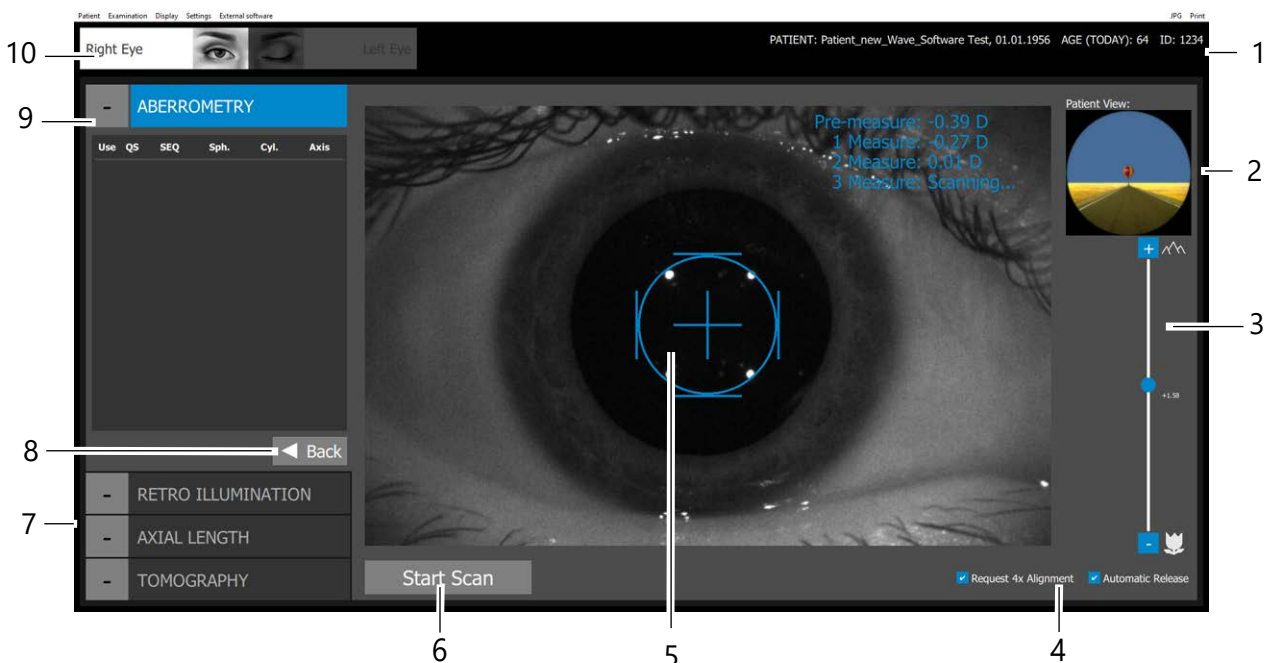 Patient Examination Display Settings External software JPG Print
10 Right Eye Left Eye PATIENT: Patient_new_Wave_Software Test, 01.01.1956 AGE (TODAY): 64 ID: 1234 1
9 - ABERROMETRY
Use QS SEQ Sph. Cyl. Axis
Pre-measure: -0.39 D
1 Measure: -0.27 D
2 Measure: 0.01 D
3 Measure: Scanning...
Patient View:
2
+
3
+1.58
-
8 Back
7 - RETRO ILLUMINATION
- AXIAL LENGTH
- TOMOGRAPHY
Start Scan
Request 4x Alignment Automatic Release
6 5 4